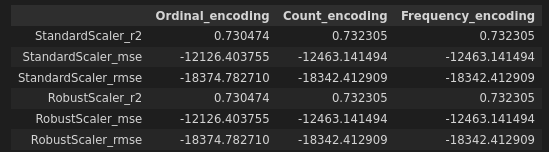 Ordinal_encoding Count_encoding Frequency_encoding
StandardScaler_r2 0.730474 0.732305 0.732305
StandardScaler_mse -12126.403755 -12463.141494 -12463.141494
StandardScaler_rmse -18374.782710 -18342.412909 -18342.412909
RobustScaler_r2 0.730474 0.732305 0.732305
RobustScaler_mse -12126.403755 -12463.141494 -12463.141494
RobustScaler_rmse -18374.782710 -18342.412909 -18342.412909